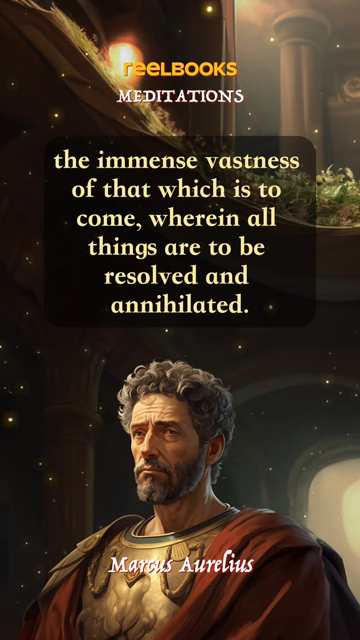 reelBOOKS
MEDITATIONS
the immense vastness
of that which is to
come, wherein all
things are to be
resolved and
annihilated.
Marcus Aurelius